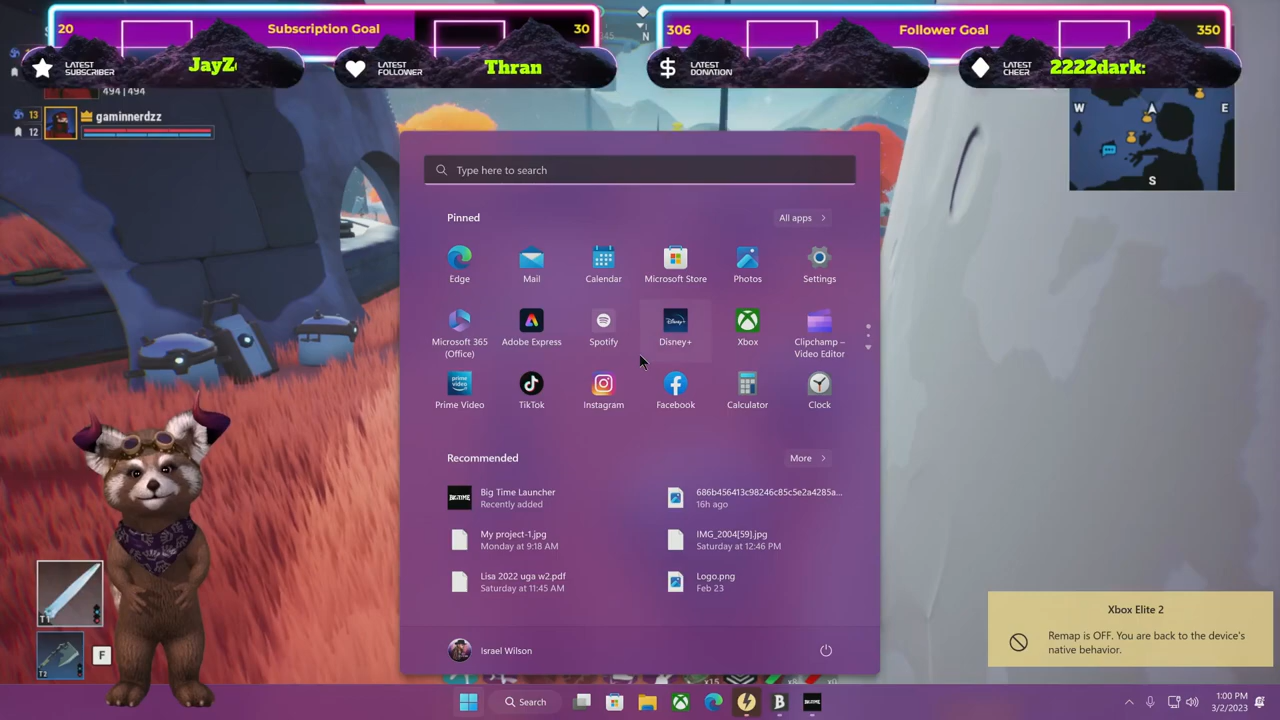 20 Subscription Goal 30
306 Follower Goal 350
LATEST SUBSCRIBER JayZ
LATEST FOLLOWER Thran
LATEST DONATION
LATEST CHEER 2222dark:
N
494 | 494
13 gaminnerdzz
12
W A E
S
Type here to search
Pinned All apps
Edge Mail Calendar Microsoft Store Photos Settings
Microsoft 365 (Office) Adobe Express Spotify Disney+ Xbox Clipchamp – Video Editor
prime video
Prime Video TikTok Instagram Facebook Calculator Clock
Recommended More
Big Time Launcher
Recently added
686b456413c98246c85c5e2a4285a...
16h ago
My project-1.jpg
Monday at 9:18 AM
IMG_2004[59].jpg
Saturday at 12:46 PM
Lisa 2022 uga w2.pdf
Saturday at 11:45 AM
Logo.png
Feb 23
Israel Wilson
T1
T2
F
Xbox Elite 2
Remap is OFF. You are back to the device's
native behavior.
x15
Search
1:00 PM
3/2/2023